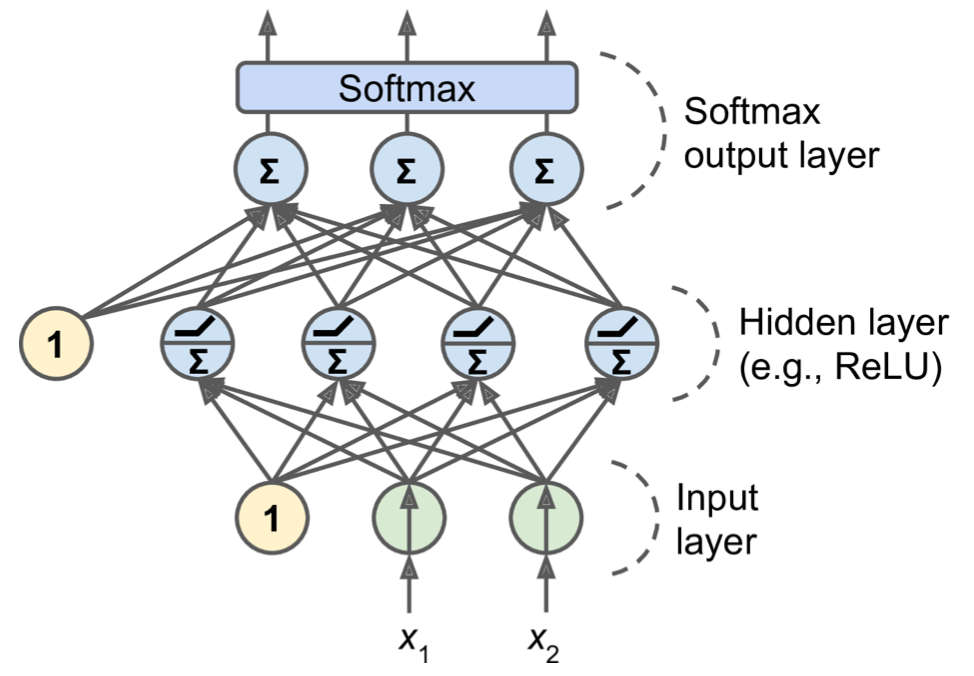 Softmax
Softmax
output layer
Σ Σ Σ
1
Σ Σ Σ Σ
Hidden layer
(e.g., ReLU)
1
Input
layer
x₁ x₂